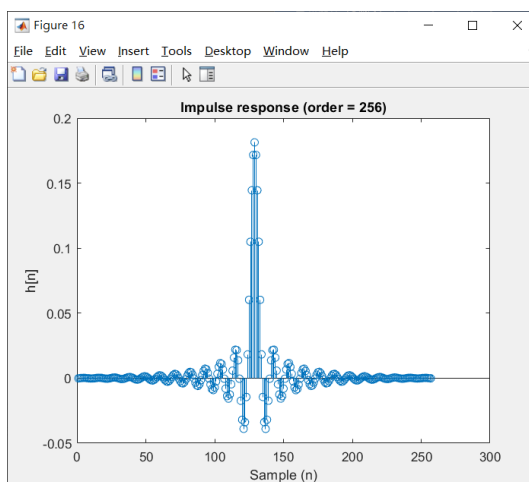 Figure 16
File Edit View Insert Tools Desktop Window Help
Impulse response (order = 256)
0.2
0.15
0.1
0.05
0
-0.05
h[n]
0 50 100 150 200 250 300
Sample (n)